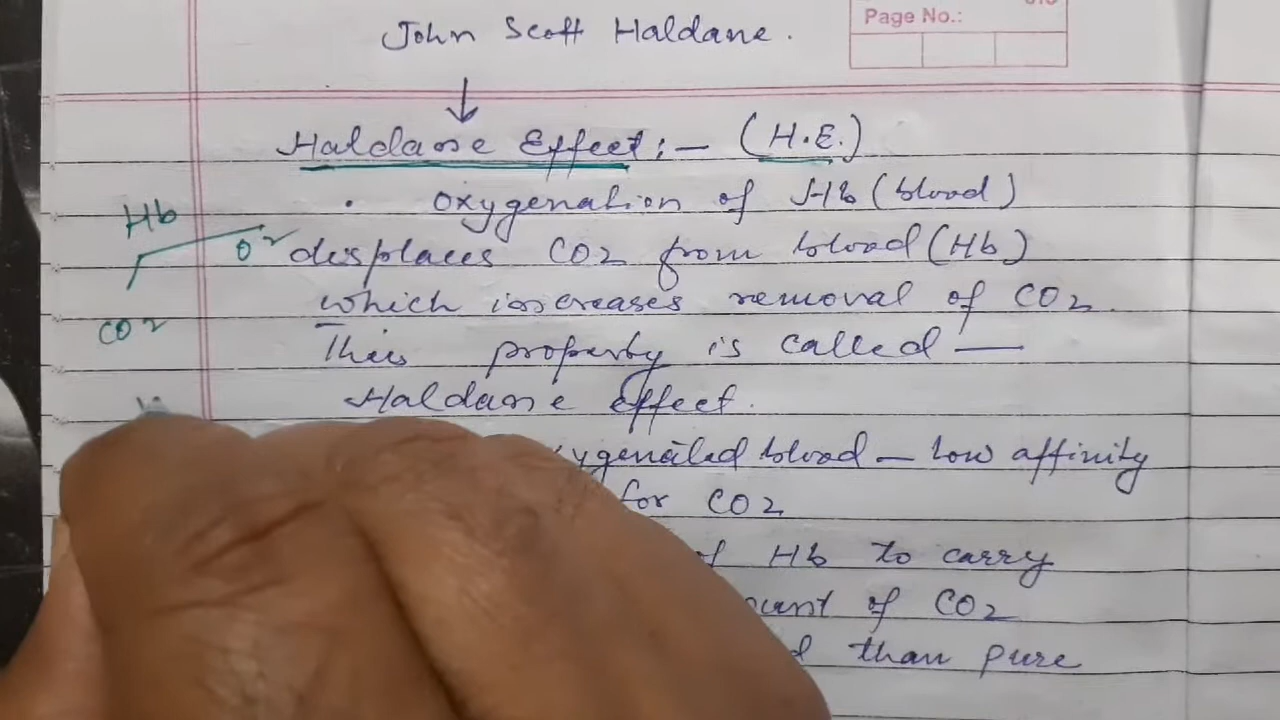 Page No.:
John Scott Haldane.
Haldane Effect :- (H.E.)
. Oxygenation of Hb (blood)
displaces CO2 from blood (Hb)
which increases removal of CO2.
This property is called —
Haldane effect.
ygenated blood — Low affinity
for CO2
of Hb to carry
of CO2
than pure
Hb
O2
CO2